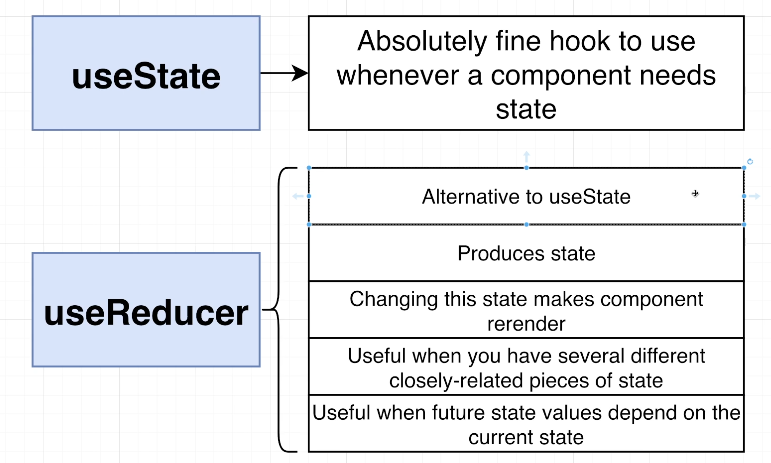 useState
Absolutely fine hook to use
whenever a component needs
state
useReducer
Alternative to useState
Produces state
Changing this state makes component
rerender
Useful when you have several different
closely-related pieces of state
Useful when future state values depend on the
current state